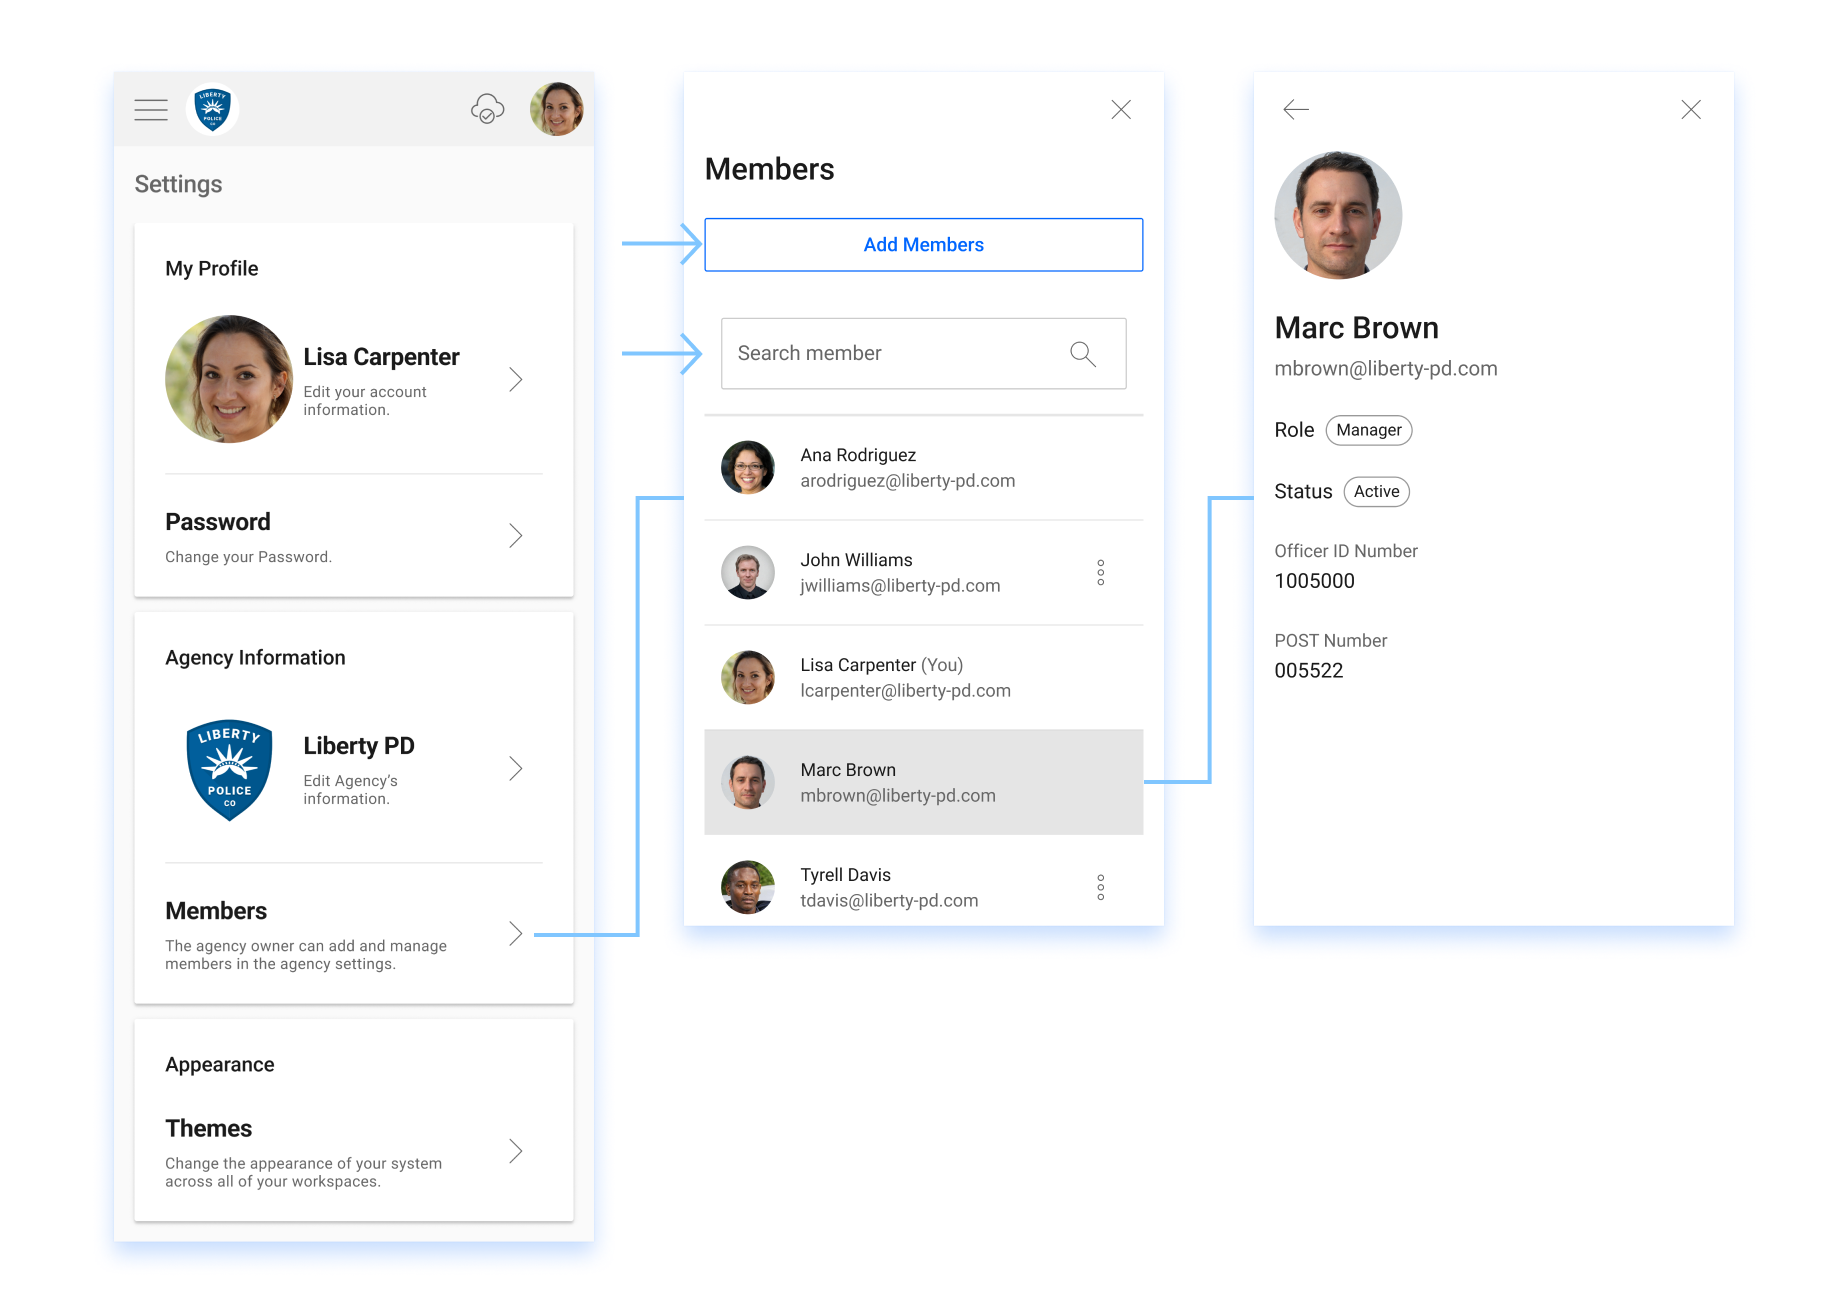 LIBERTY
POLICE
CO
Settings
My Profile
Lisa Carpenter
Edit your account
information.
Password
Change your Password.
Agency Information
LIBERTY
POLICE
CO
Liberty PD
Edit Agency’s
information.
Members
The agency owner can add and manage
members in the agency settings.
Appearance
Themes
Change the appearance of your system
across all of your workspaces.
Members
Add Members
Search member
Ana Rodriguez
arodriguez@liberty-pd.com
John Williams
jwilliams@liberty-pd.com
Lisa Carpenter (You)
lcarpenter@liberty-pd.com
Marc Brown
mbrown@liberty-pd.com
Tyrell Davis
tdavis@liberty-pd.com
Marc Brown
mbrown@liberty-pd.com
Role Manager
Status Active
Officer ID Number
1005000
POST Number
005522